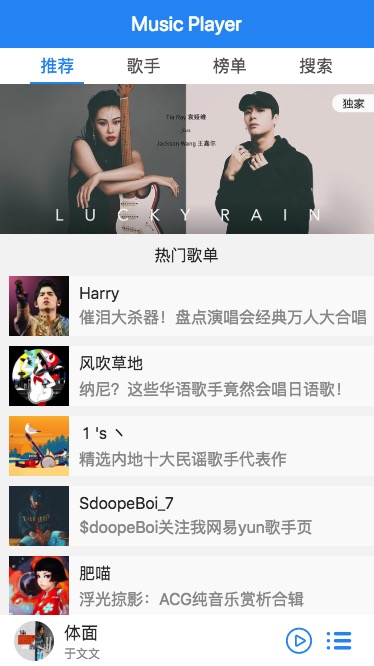 Music Player
推荐 歌手 榜单 搜索
独家
Tia Ray 袁娅维
feat
Jackson Wang 王嘉尔
LUCKY RAIN
热门歌单
Harry
催泪大杀器！盘点演唱会经典万人大合唱
风吹草地
纳尼？这些华语歌手竟然会唱日语歌！
１'s ヽ
精选内地十大民谣歌手代表作
SdoopeBoi_7
$doopeBoi关注我网易yun歌手页
肥喵
浮光掠影：ACG纯音乐赏析合辑
体面
于文文